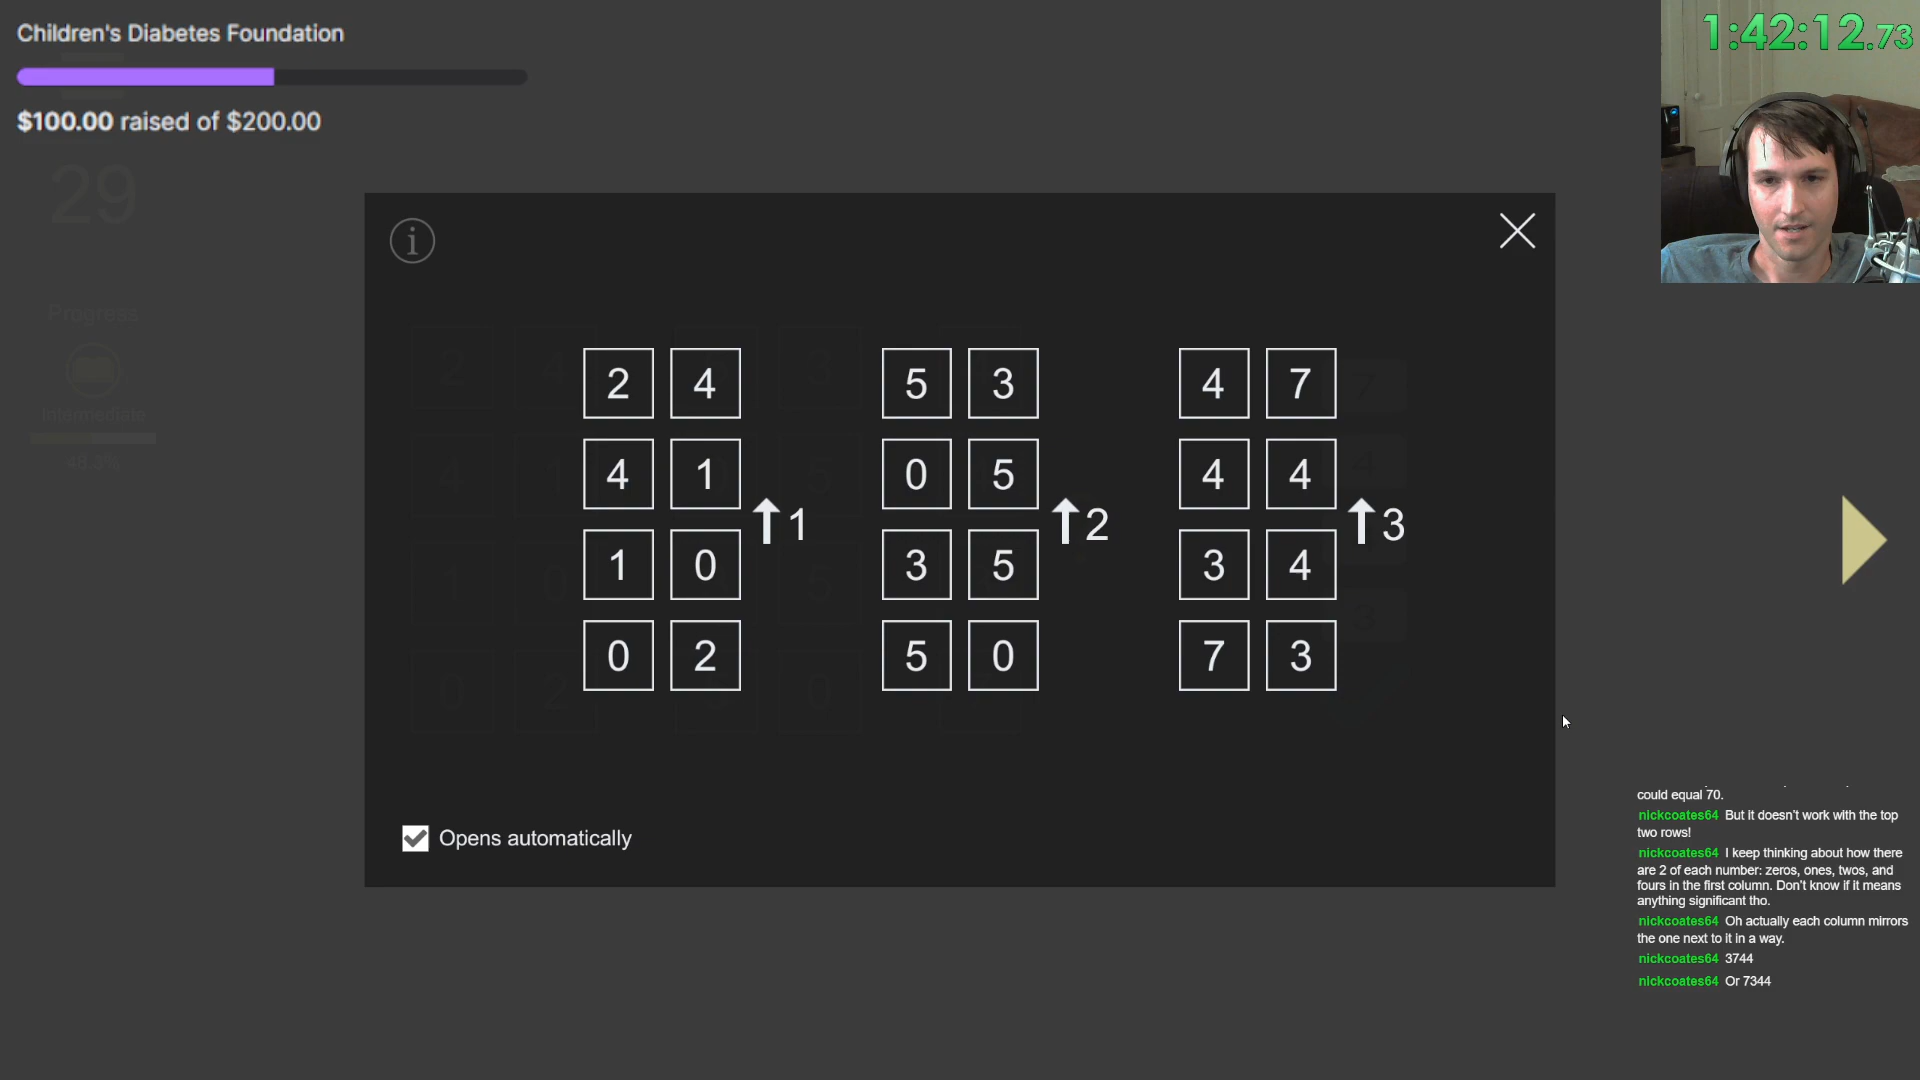 Children's Diabetes Foundation
$100.00 raised of $200.00
1:42:12.73
29
Progress
Intermediate
48.3%
i
2 4 5 3 4 7
4 1 0 5 4 4
↑1 ↑2 ↑3
1 0 3 5 3 4
0 2 5 0 7 3
Opens automatically
could equal 70.
nickcoates64 But it doesn't work with the top
two rows!
nickcoates64 I keep thinking about how there
are 2 of each number: zeros, ones, twos, and
fours in the first column. Don't know if it means
anything significant tho.
nickcoates64 Oh actually each column mirrors
the one next to it in a way.
nickcoates64 3744
nickcoates64 Or 7344